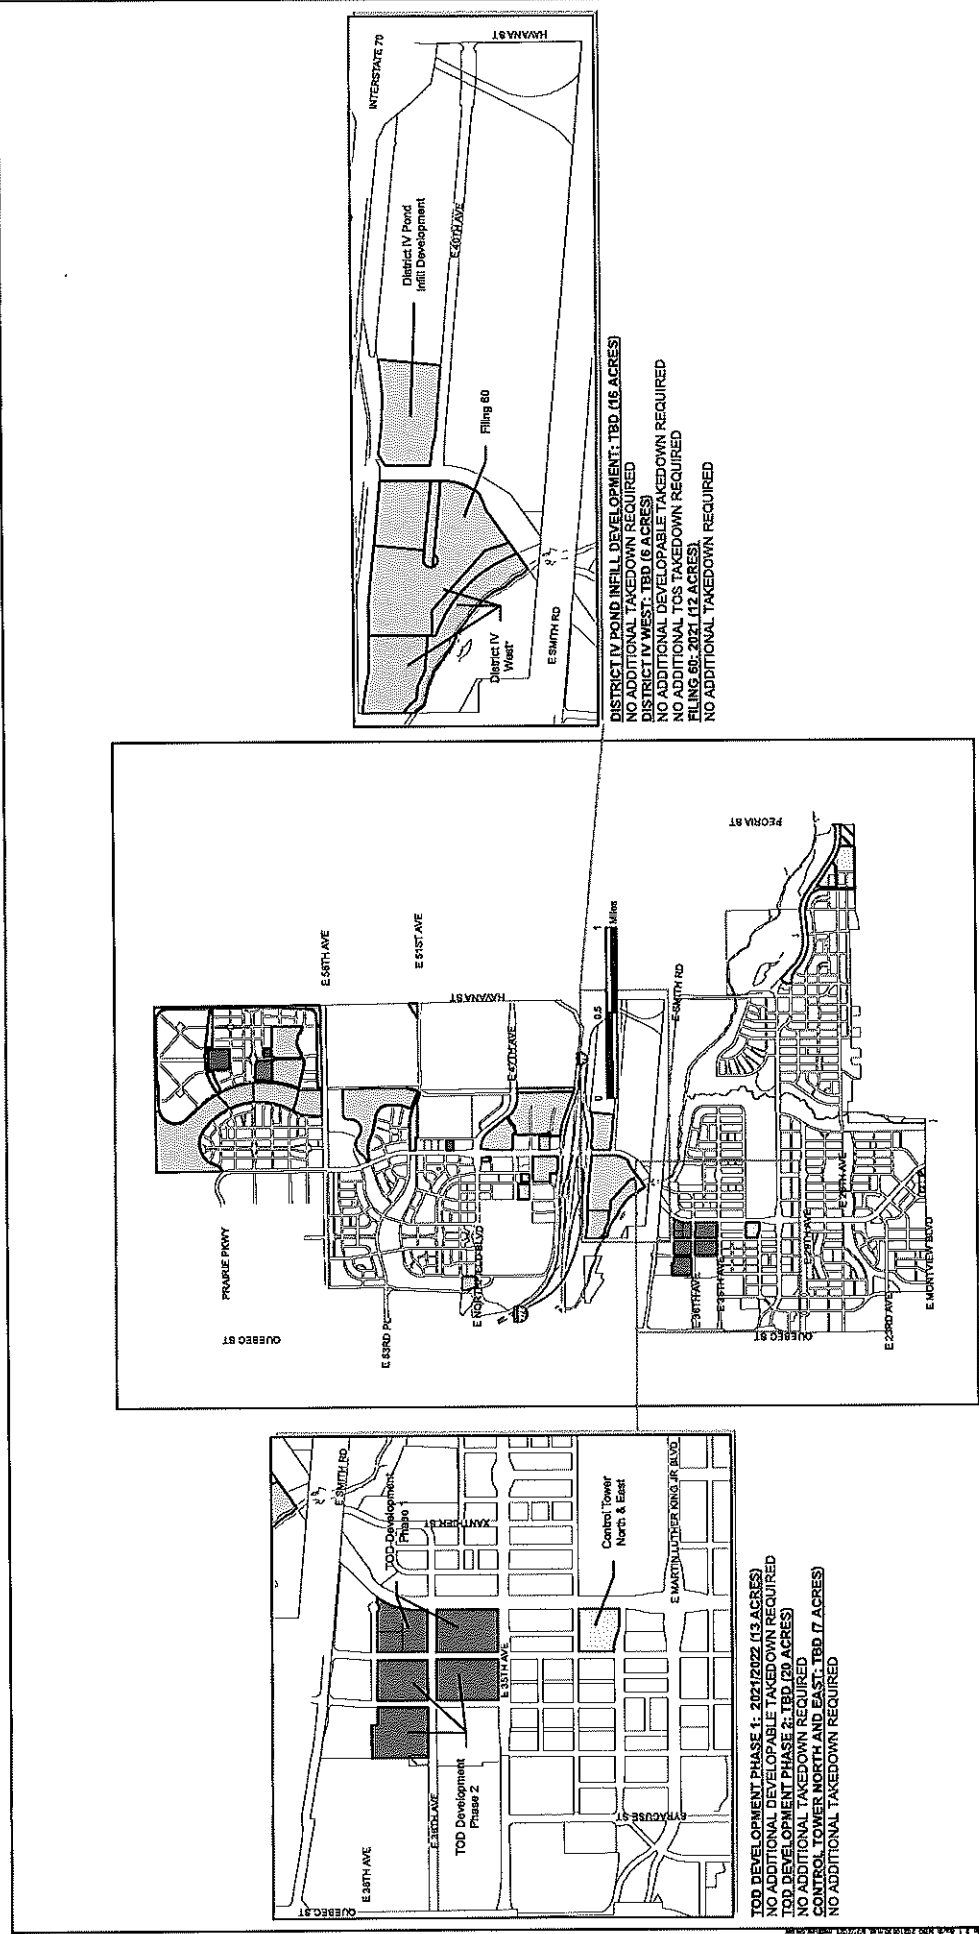 QUEBEC ST
E 38TH AVE
E 36TH AVE
TOD Development
Phase 2
SYRACUSE ST
E 35TH AVE
XANTHER ST
TOD Development
Phase 1
E SMITH RD
Control Tower
North & East
E MARTIN LUTHER KING JR BLVD
TOD DEVELOPMENT PHASE 1: 2021/2022 (13 ACRES)
NO ADDITIONAL DEVELOPABLE TAKEDOWN REQUIRED
TOD DEVELOPMENT PHASE 2: TBD (20 ACRES)
NO ADDITIONAL TAKEDOWN REQUIRED
CONTROL TOWER NORTH AND EAST: TBD (7 ACRES)
NO ADDITIONAL TAKEDOWN REQUIRED
QUEBEC ST
PRAIRIE PKWY
E 56TH AVE
E 53RD PL
E 51ST AVE
HAVANA ST
E NORTHFIELD BLVD
E 47TH AVE
0 0.5 1
Miles
E SMITH RD
E 36TH AVE
E 35TH AVE
QUEBEC ST
E 29TH AVE
E 26TH AVE
E 23RD AVE
E MONTVIEW BLVD
PEORIA ST
INTERSTATE 70
HAVANA ST
District IV Pond
Infill Development
E 40TH AVE
Filing 60
District IV
West
E SMITH RD
DISTRICT IV POND INFILL DEVELOPMENT: TBD (16 ACRES)
NO ADDITIONAL TAKEDOWN REQUIRED
DISTRICT IV WEST: TBD (6 ACRES)
NO ADDITIONAL DEVELOPABLE TAKEDOWN REQUIRED
NO ADDITIONAL TOS TAKEDOWN REQUIRED
FILING 60: 2021 (12 ACRES)
NO ADDITIONAL TAKEDOWN REQUIRED